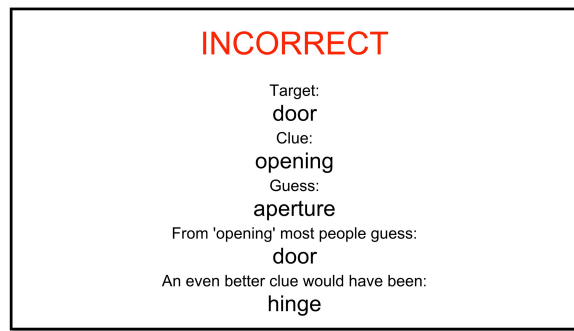 INCORRECT
Target:
door
Clue:
opening
Guess:
aperture
From 'opening' most people guess:
door
An even better clue would have been:
hinge